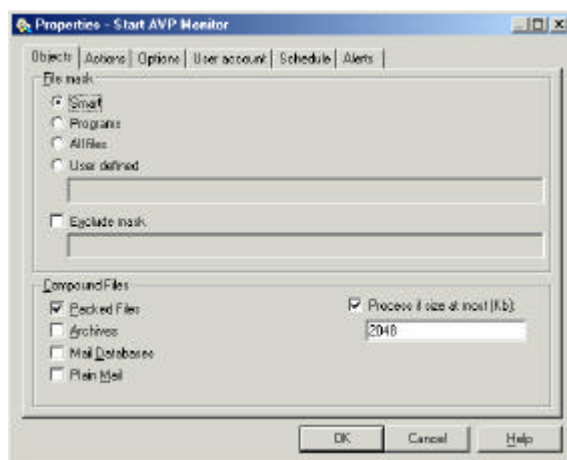 Properties - Start AVP Monitor
Objects Actions Options User account Schedule Alerts
File mask
Smart
Programs
All files
User defined
Exclude mask
Compound Files
Packed Files
Process if size at most (Kb):
Archives
2048
Mail Databases
Plain Mail
OK Cancel Help